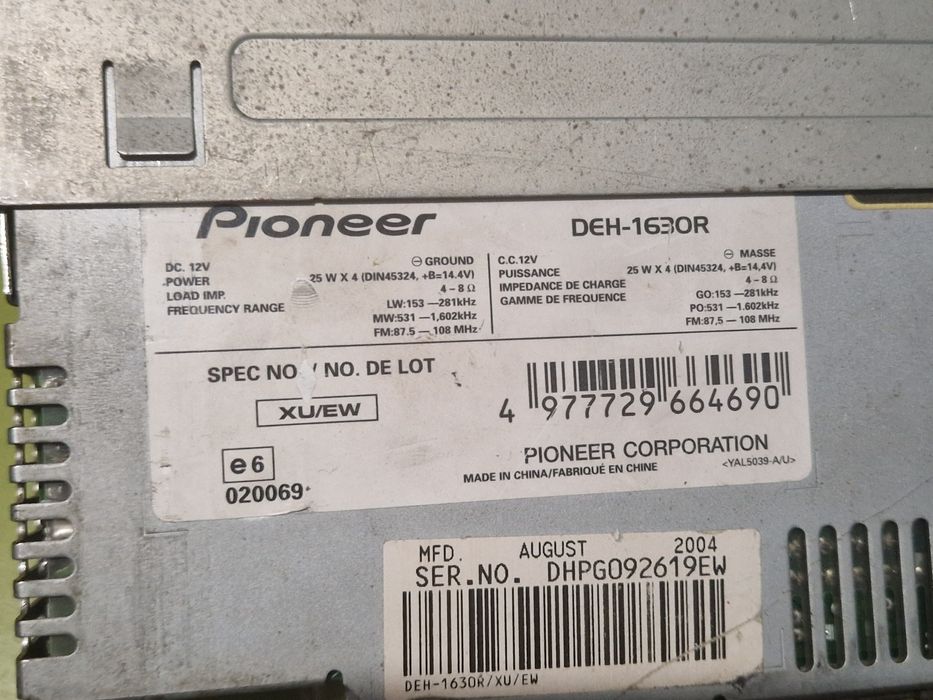 Pioneer DEH-1630R
DC. 12V ⊖ GROUND
POWER 25 W X 4 (DIN45324, +B=14.4V)
LOAD IMP. 4 – 8 Ω
FREQUENCY RANGE LW:153 —281kHz
MW:531 —1,602kHz
FM:87.5 — 108 MHz
C.C.12V ⊖ MASSE
PUISSANCE 25 W X 4 (DIN45324, +B=14,4V)
IMPEDANCE DE CHARGE 4 – 8 Ω
GAMME DE FREQUENCE GO:153 —281kHz
PO:531 —1.602kHz
FM:87,5 — 108 MHz
SPEC NO. / NO. DE LOT
XU/EW
4 977729 664690
e6
020069
PIONEER CORPORATION
MADE IN CHINA/FABRIQUÉ EN CHINE <YAL5039-A/U>
MFD. AUGUST 2004
SER.NO. DHPG092619EW
DEH-1630R/XU/EW